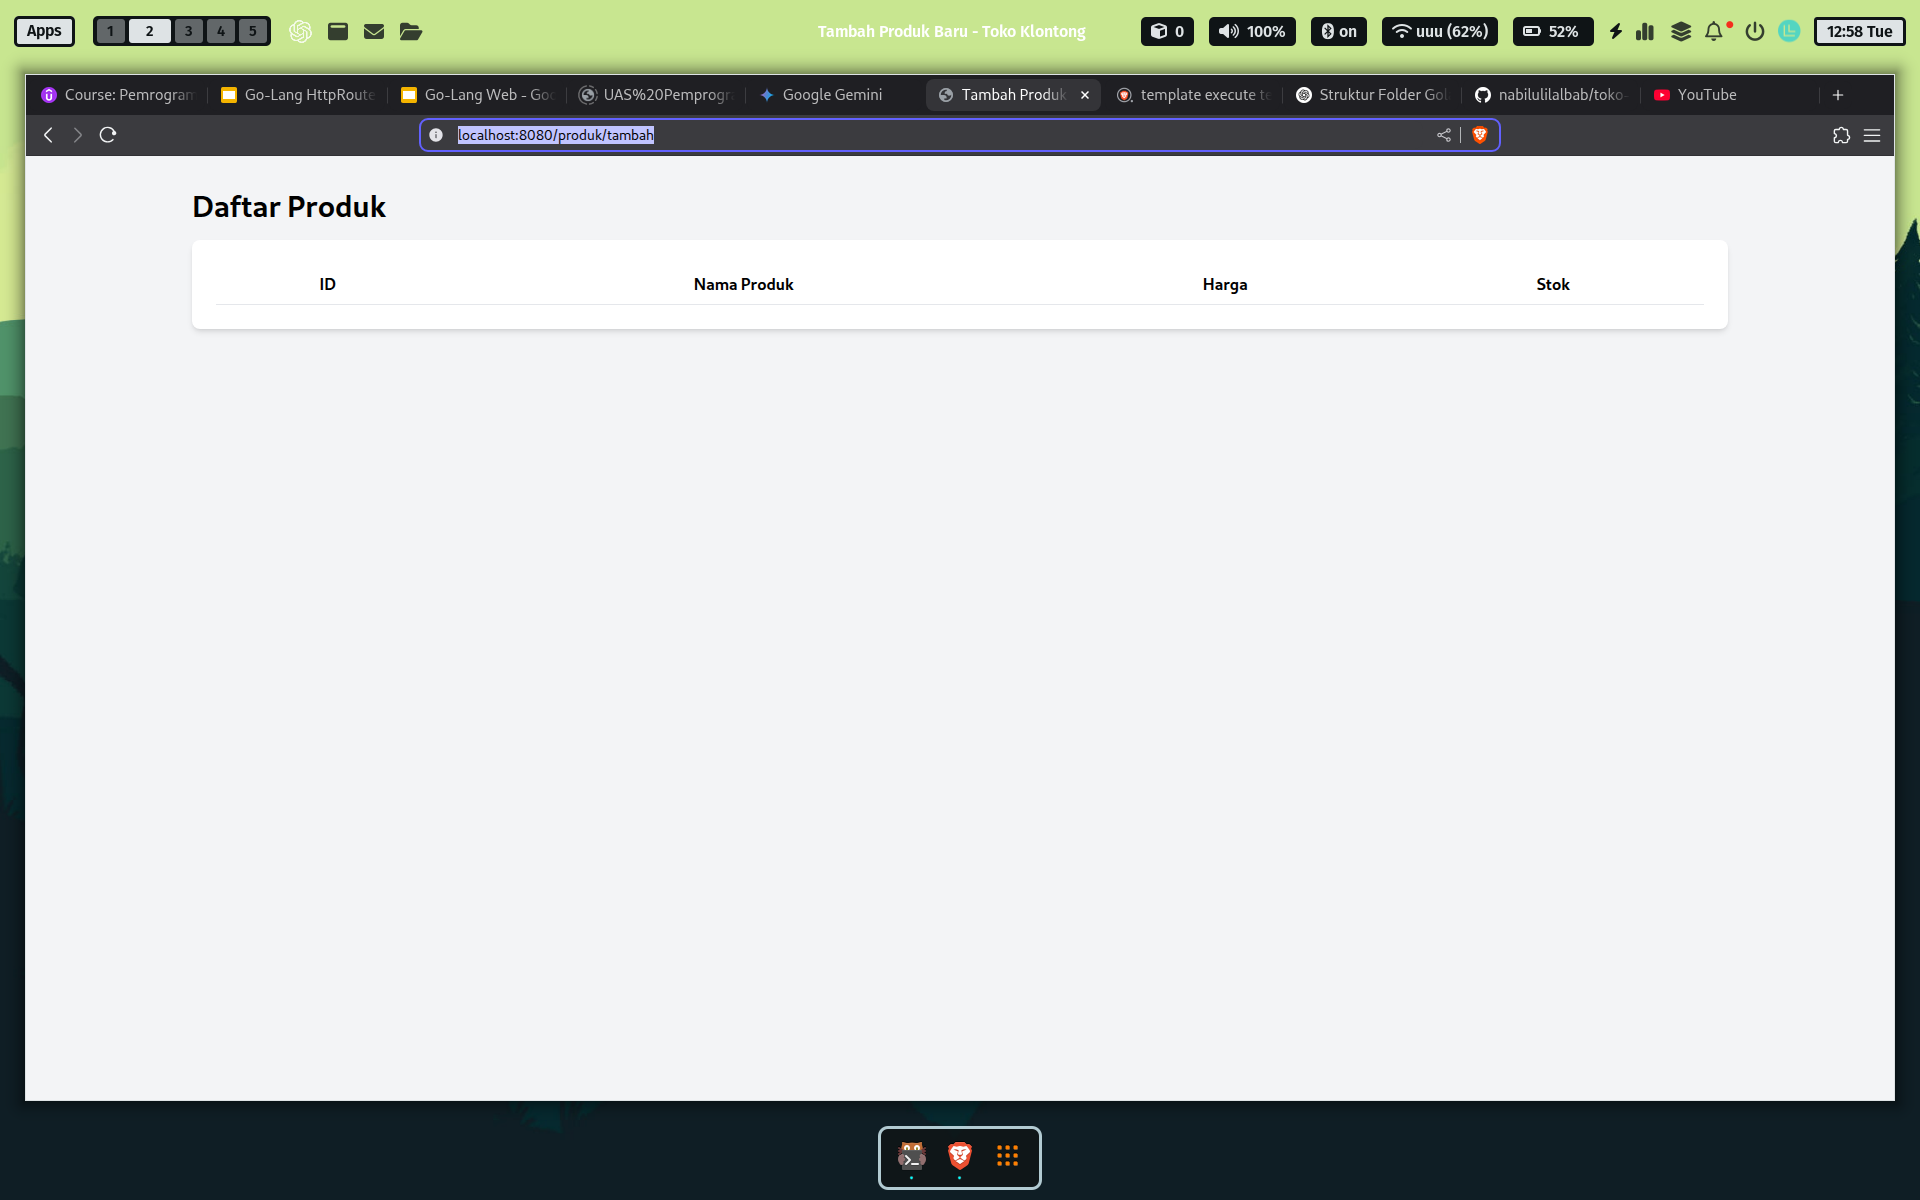 Apps
1 2 3 4 5
Tambah Produk Baru - Toko Klontong
0
100%
on
uuu (62%)
52%
12:58 Tue
Course: Pemrogram
Go-Lang HttpRoute
Go-Lang Web - Goo
UAS%20Pemprogra
Google Gemini
Tambah Produk
template execute te
Struktur Folder Gol
nabilulilalbab/toko-
YouTube
localhost:8080/produk/tambah
Daftar Produk
ID Nama Produk Harga Stok